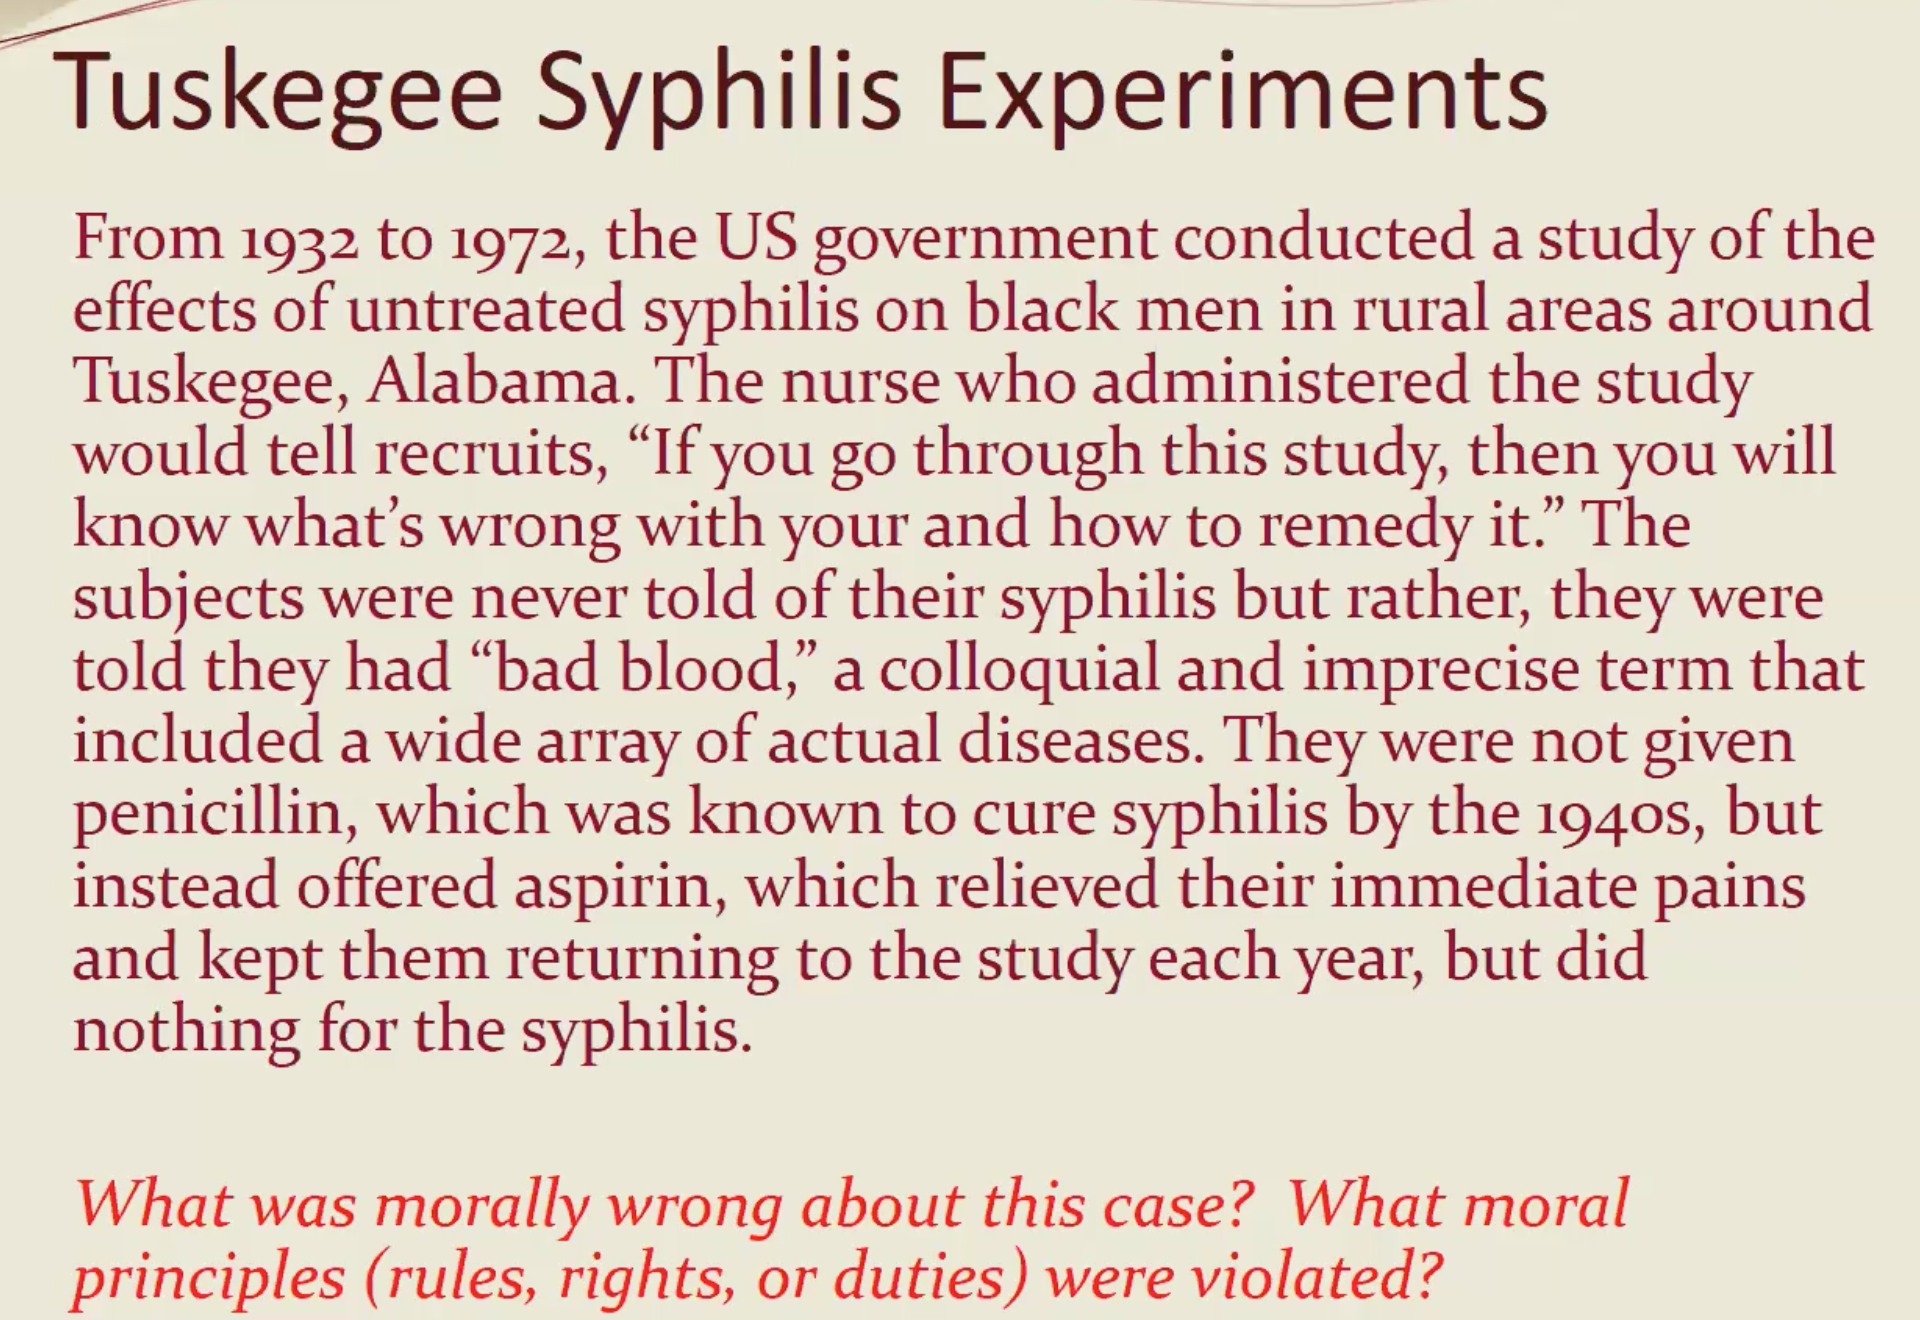 Tuskegee Syphilis Experiments
From 1932 to 1972, the US government conducted a study of the
effects of untreated syphilis on black men in rural areas around
Tuskegee, Alabama. The nurse who administered the study
would tell recruits, “If you go through this study, then you will
know what’s wrong with your and how to remedy it.” The
subjects were never told of their syphilis but rather, they were
told they had “bad blood,” a colloquial and imprecise term that
included a wide array of actual diseases. They were not given
penicillin, which was known to cure syphilis by the 1940s, but
instead offered aspirin, which relieved their immediate pains
and kept them returning to the study each year, but did
nothing for the syphilis.
What was morally wrong about this case? What moral
principles (rules, rights, or duties) were violated?